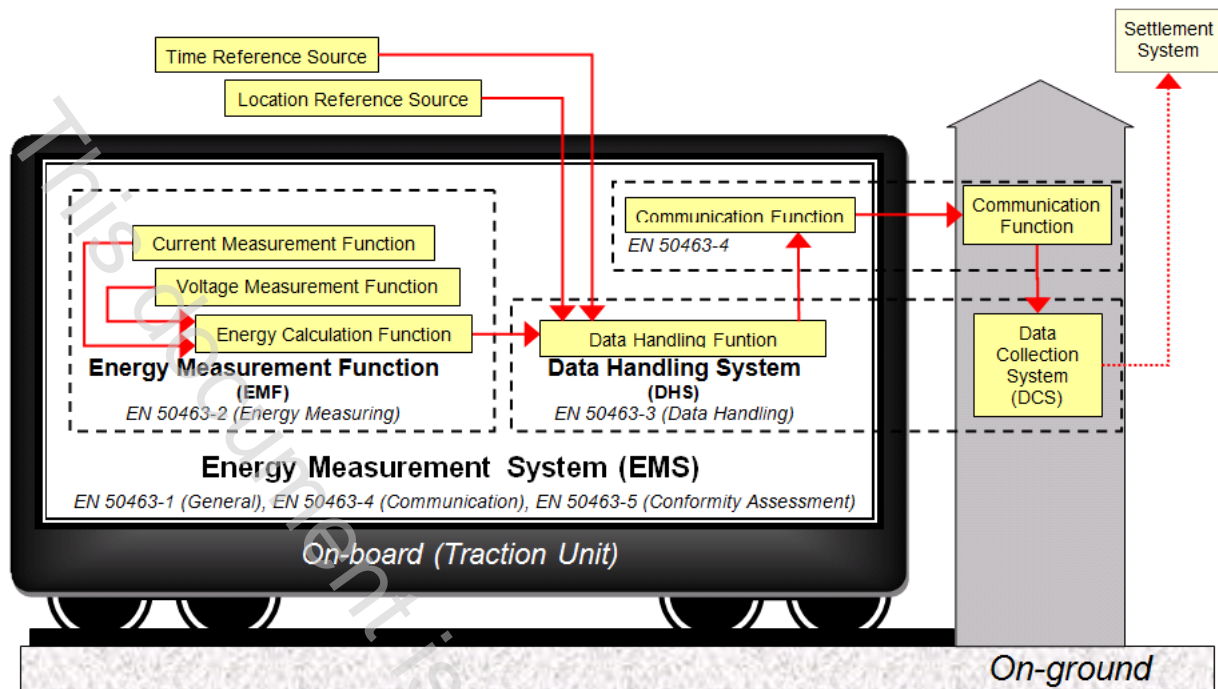 Settlement
System
Time Reference Source
Location Reference Source
Communication Function
EN 50463-4
Communication
Function
Current Measurement Function
Voltage Measurement Function
Energy Calculation Function
Energy Measurement Function
(EMF)
EN 50463-2 (Energy Measuring)
Data Handling Funtion
Data Handling System
(DHS)
EN 50463-3 (Data Handling)
Data
Collection
System
(DCS)
Energy Measurement System (EMS)
EN 50463-1 (General), EN 50463-4 (Communication), EN 50463-5 (Conformity Assessment)
On-board (Traction Unit)
On-ground
This document is